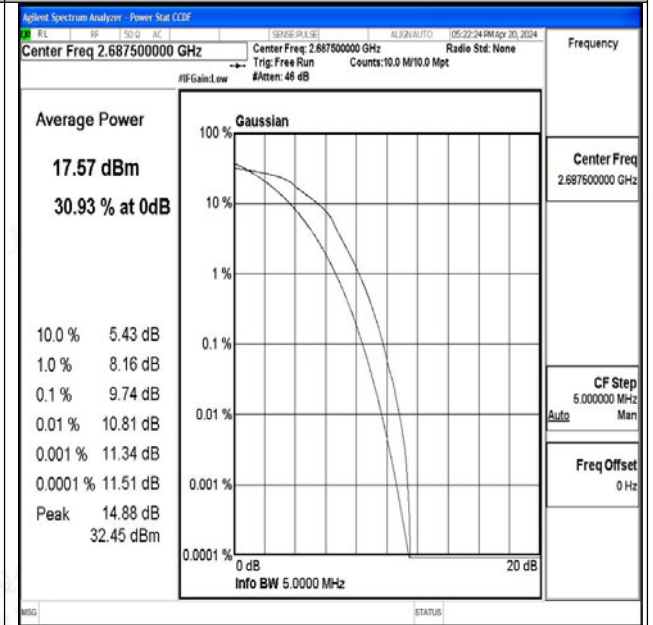 Agilent Spectrum Analyzer - Power Stat CCDF
RL RF 50 Ω AC SENSE:PULSE ALIGN AUTO 05:22:24 PM Apr 20, 2024
Center Freq 2.687500000 GHz
Center Freq: 2.687500000 GHz Radio Std: None
Trig: Free Run Counts:10.0 M/10.0 Mpt
#IFGain:Low #Atten: 46 dB
Frequency
Average Power
17.57 dBm
30.93 % at 0dB
10.0 % 5.43 dB
1.0 % 8.16 dB
0.1 % 9.74 dB
0.01 % 10.81 dB
0.001 % 11.34 dB
0.0001 % 11.51 dB
Peak 14.88 dB
32.45 dBm
Gaussian
100 %
10 %
1 %
0.1 %
0.01 %
0.001 %
0.0001 %
0 dB 20 dB
Info BW 5.0000 MHz
Center Freq
2.687500000 GHz
CF Step
5.000000 MHz
Auto Man
Freq Offset
0 Hz
MSG STATUS